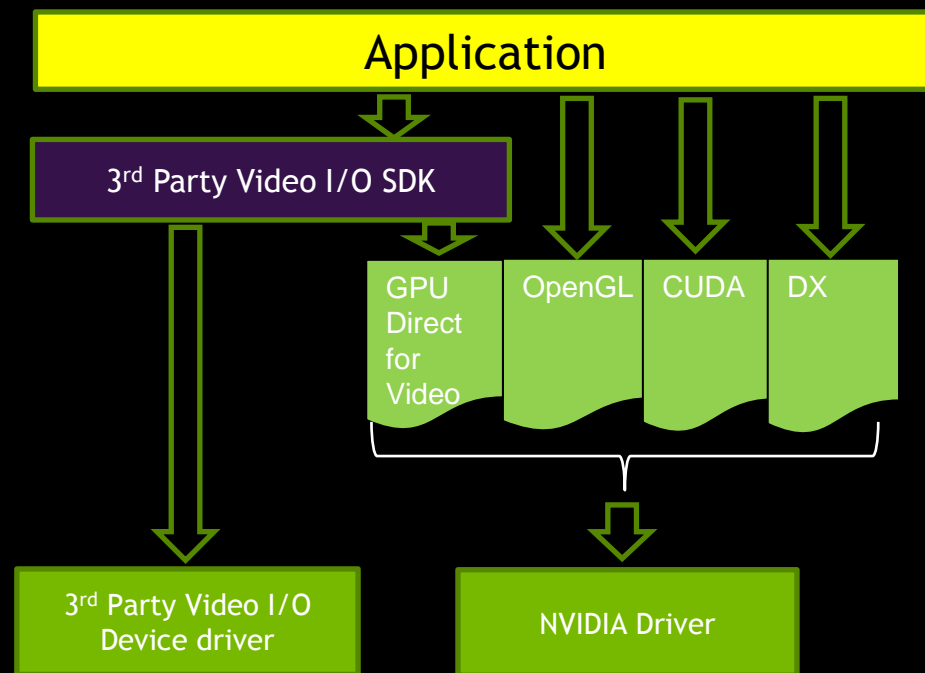 Application
3rd Party Video I/O SDK
GPU
Direct
for
Video
OpenGL
CUDA
DX
3rd Party Video I/O
Device driver
NVIDIA Driver